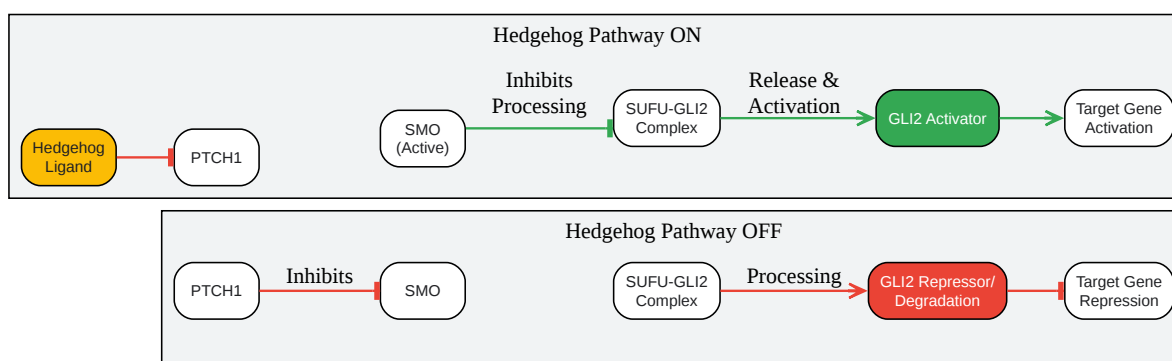 Hedgehog Pathway ON
Inhibits
Processing
Release &
Activation
Hedgehog
Ligand
PTCH1
SMO
(Active)
SUFU-GLI2
Complex
GLI2 Activator
Target Gene
Activation
Hedgehog Pathway OFF
PTCH1
Inhibits
SMO
SUFU-GLI2
Complex
Processing
GLI2 Repressor/
Degradation
Target Gene
Repression